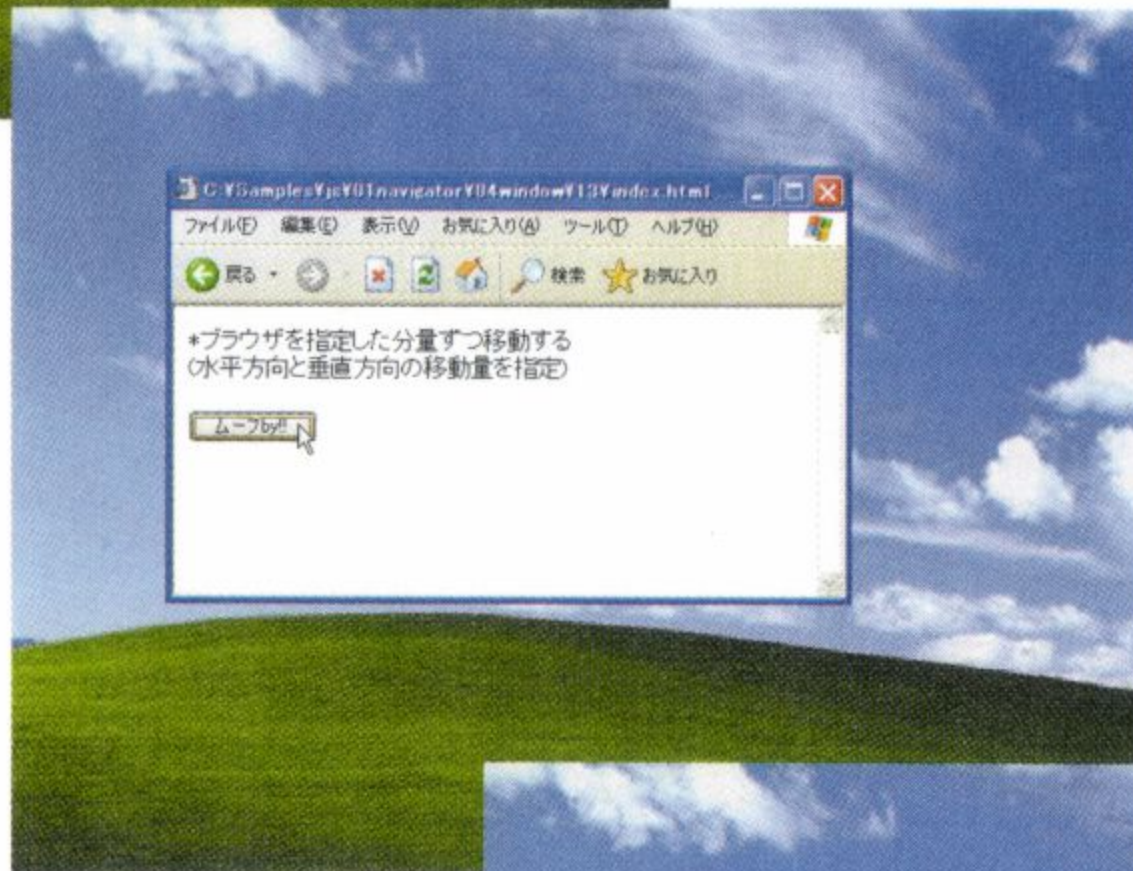 C:¥Samples¥js¥01navigator¥04window¥13¥index.html
ファイル(F) 編集(E) 表示(V) お気に入り(A) ツール(T) ヘルプ(H)
戻る 検索 お気に入り
*ブラウザを指定した分量ずつ移動する
(水平方向と垂直方向の移動量を指定)
ムーブby!!